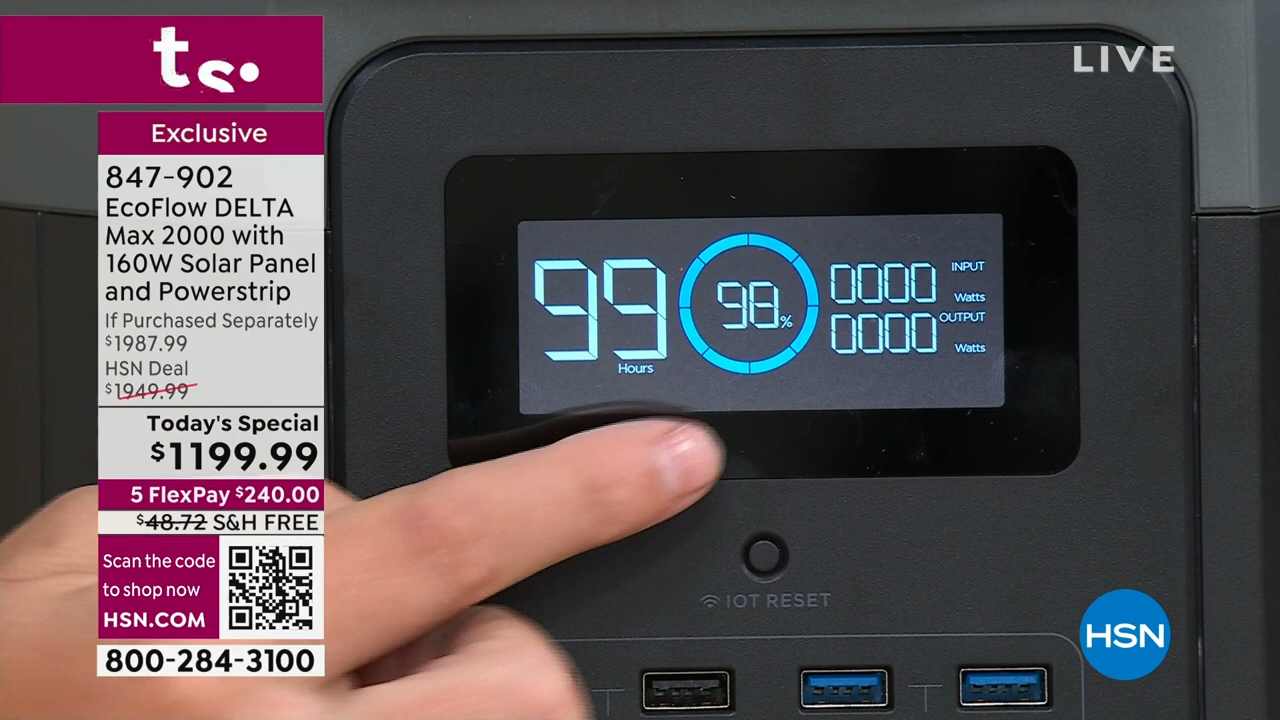 ts.
LIVE
Exclusive
847-902
EcoFlow DELTA
Max 2000 with
160W Solar Panel
and Powerstrip
If Purchased Separately
$1987.99
HSN Deal
$1949.99
Today's Special
$1199.99
5 FlexPay $240.00
$48.72 S&H FREE
Scan the code
to shop now
HSN.COM
800-284-3100
99
Hours
98%
0000 INPUT
Watts
0000 OUTPUT
Watts
IOT RESET
HSN